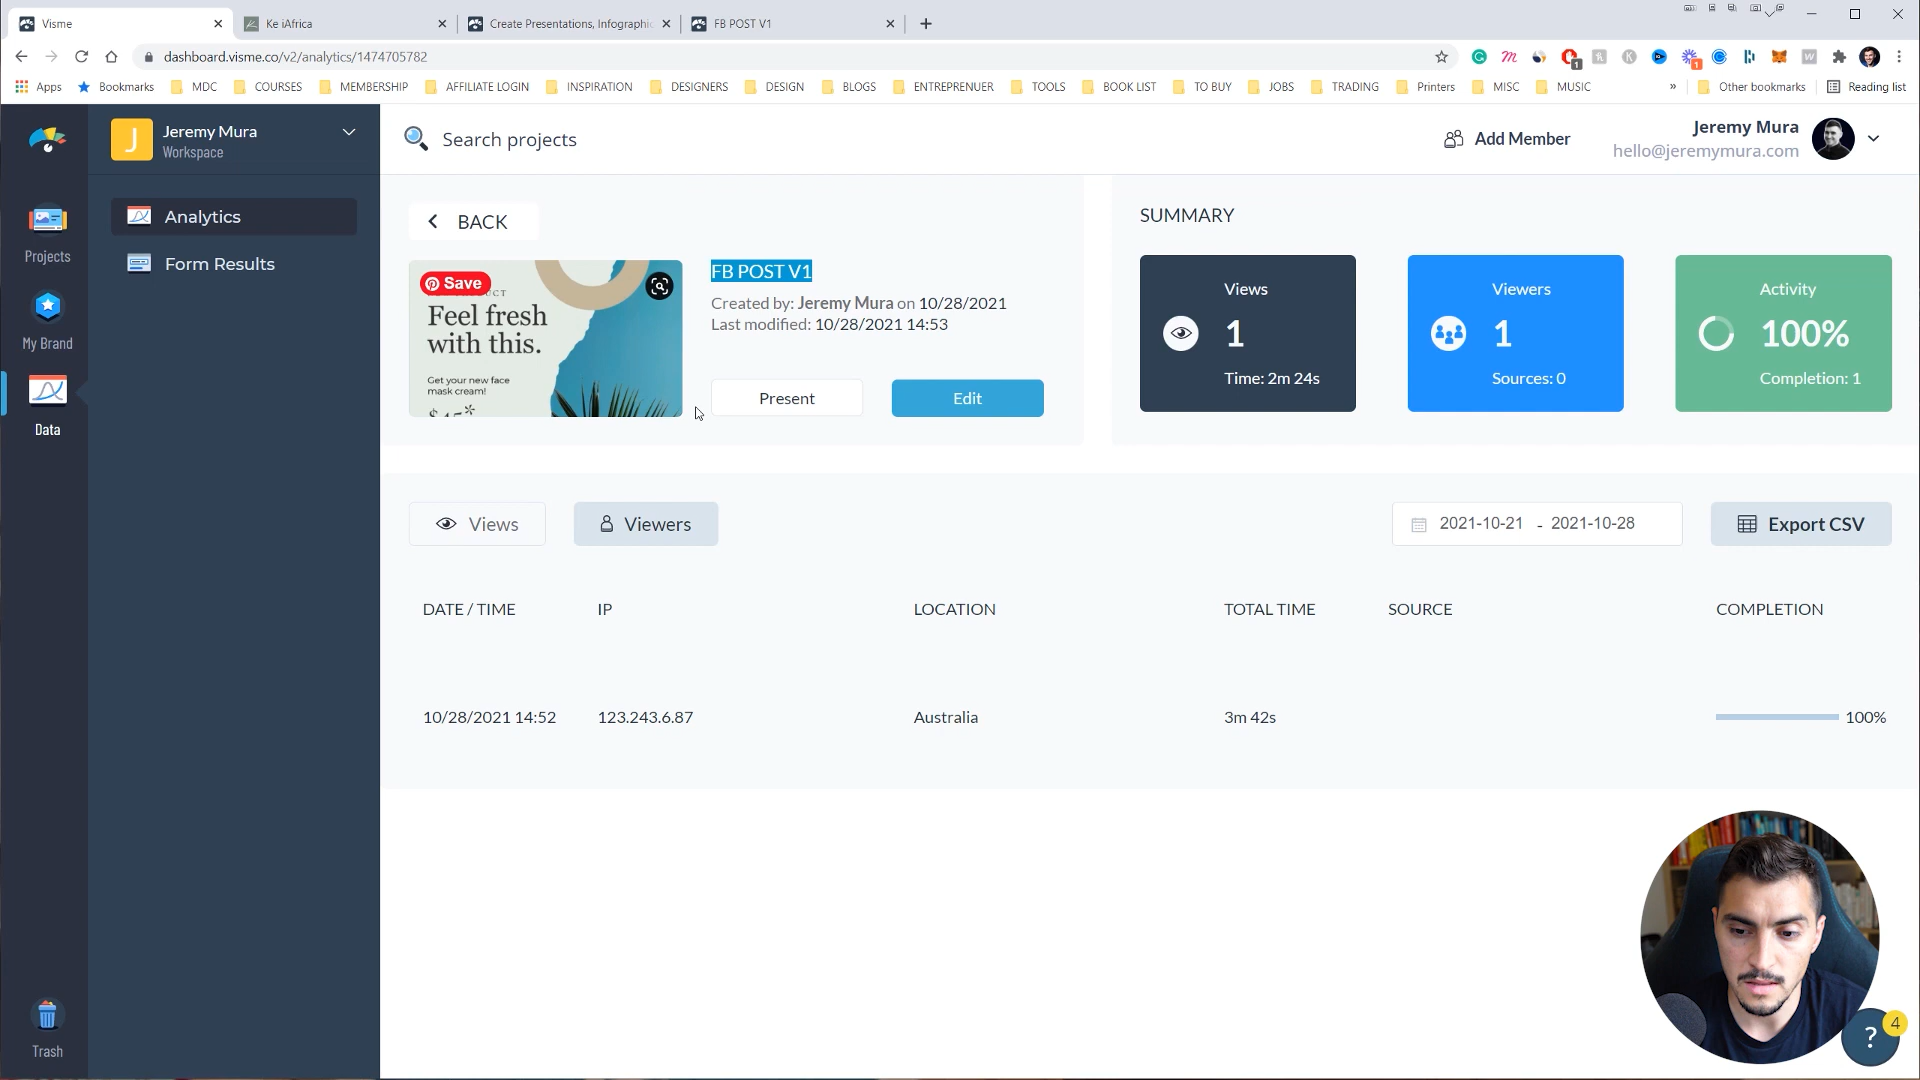 Visme
Ke iAfrica
Create Presentations, Infographic
FB POST V1
dashboard.visme.co/v2/analytics/1474705782
Apps
Bookmarks
MDC
COURSES
MEMBERSHIP
AFFILIATE LOGIN
INSPIRATION
DESIGNERS
DESIGN
BLOGS
ENTREPRENUER
TOOLS
BOOK LIST
TO BUY
JOBS
TRADING
Printers
MISC
MUSIC
»
Other bookmarks
Reading list
J
Jeremy Mura
Workspace
Search projects
Add Member
Jeremy Mura
hello@jeremymura.com
Projects
My Brand
Data
Trash
Analytics
Form Results
BACK
Save
Feel fresh
with this.
Get your new face
mask cream!
FB POST V1
Created by: Jeremy Mura on 10/28/2021
Last modified: 10/28/2021 14:53
Present
Edit
SUMMARY
Views
1
Time: 2m 24s
Viewers
1
Sources: 0
Activity
100%
Completion: 1
Views
Viewers
2021-10-21 - 2021-10-28
Export CSV
DATE / TIME IP LOCATION TOTAL TIME SOURCE COMPLETION
10/28/2021 14:52 123.243.6.87 Australia 3m 42s 100%
?
4